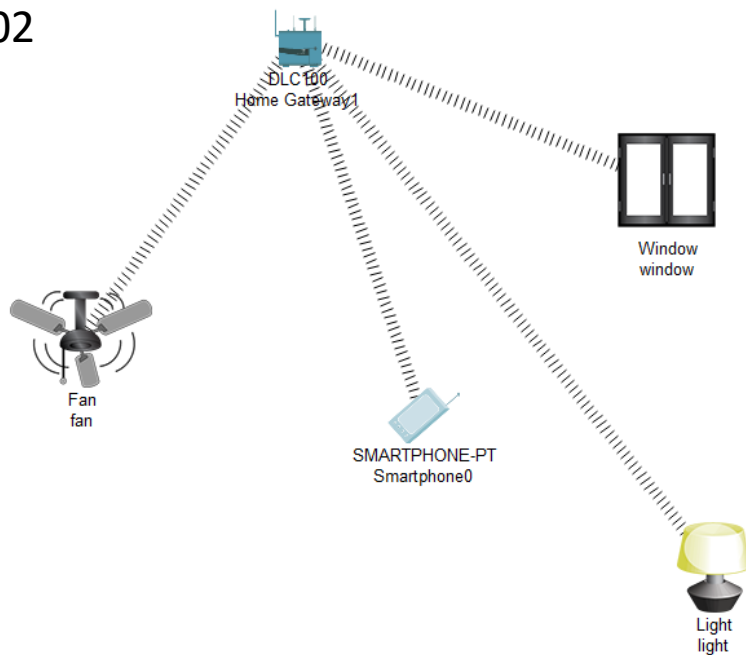 02
DLC100
Home Gateway1
Window
window
Fan
fan
SMARTPHONE-PT
Smartphone0
Light
light